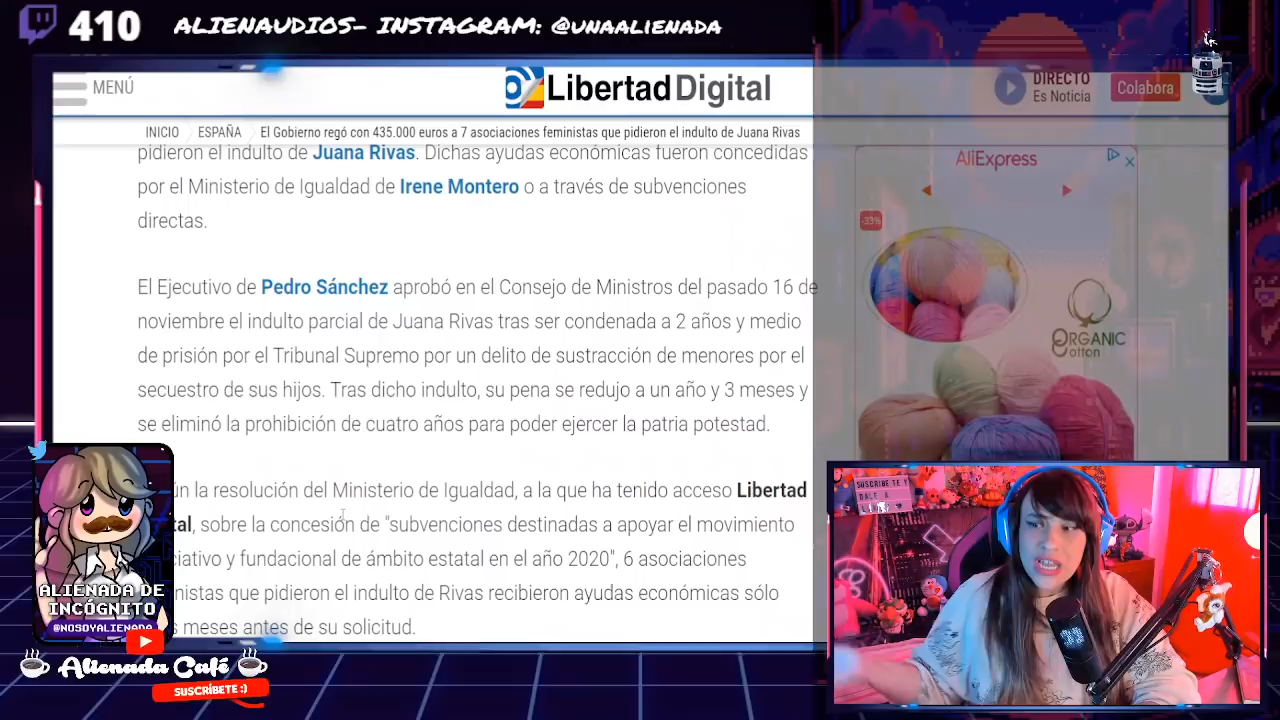 410
ALIENAUDIOS- INSTAGRAM: @UNAALIENADA
MENÚ
Libertad Digital
DIRECTO
Es Noticia
Colabora
INICIO ESPAÑA El Gobierno regó con 435.000 euros a 7 asociaciones feministas que pidieron el indulto de Juana Rivas
pidieron el indulto de Juana Rivas. Dichas ayudas económicas fueron concedidas
por el Ministerio de Igualdad de Irene Montero o a través de subvenciones
directas.
El Ejecutivo de Pedro Sánchez aprobó en el Consejo de Ministros del pasado 16 de
noviembre el indulto parcial de Juana Rivas tras ser condenada a 2 años y medio
de prisión por el Tribunal Supremo por un delito de sustracción de menores por el
secuestro de sus hijos. Tras dicho indulto, su pena se redujo a un año y 3 meses y
se eliminó la prohibición de cuatro años para poder ejercer la patria potestad.
ún la resolución del Ministerio de Igualdad, a la que ha tenido acceso Libertad
tal, sobre la concesión de "subvenciones destinadas a apoyar el movimiento
ciativo y fundacional de ámbito estatal en el año 2020", 6 asociaciones
nistas que pidieron el indulto de Rivas recibieron ayudas económicas sólo
meses antes de su solicitud.
AliExpress
-33%
ORGANIC
Cotton
SUSCRIBETE Y
DALE A
LIKE
ALIENADA DE
INCÓGNITO
@NOSOYALIENADA
Alienada Café
SUSCRÍBETE :)